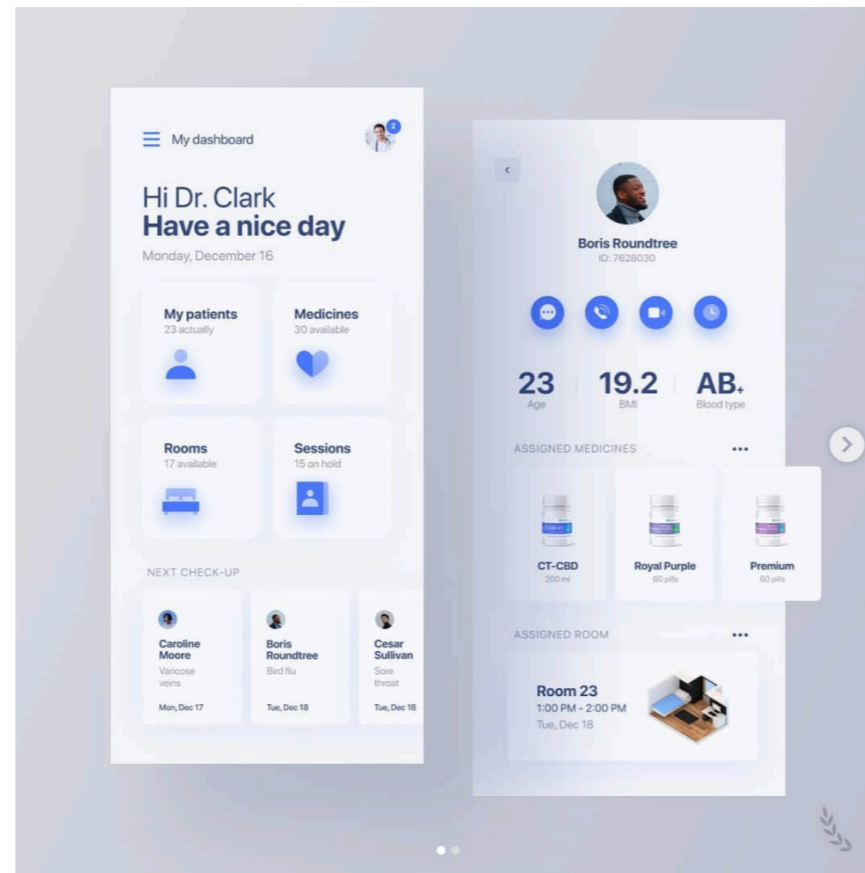 My dashboard
2
Hi Dr. Clark
Have a nice day
Monday, December 16
My patients
23 actually
Medicines
30 available
Rooms
17 available
Sessions
15 on hold
NEXT CHECK-UP
Caroline
Moore
Varicose
veins
Mon, Dec 17
Boris
Roundtree
Bird flu
Tue, Dec 18
Cesar
Sullivan
Sore
throat
Tue, Dec 18
Boris Roundtree
ID: 7628030
23
Age
19.2
BMI
AB+
Blood type
ASSIGNED MEDICINES
CT-CBD
200 ml
Royal Purple
60 pills
Premium
60 pills
ASSIGNED ROOM
Room 23
1:00 PM - 2:00 PM
Tue, Dec 18